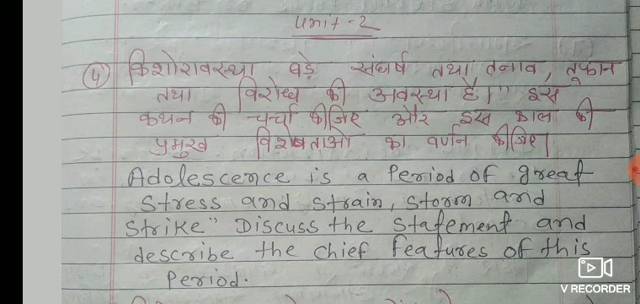 Unit-2
(4) किशोरावस्था बड़े संघर्ष तथा तनाव, तूफान
तथा विरोध की अवस्था है।" इस
कथन की चर्चा कीजिए और इस काल की
प्रमुख विशेषताओ का वर्णन कीजिए।
Adolescence is a Period of great
stress and strain, storm and
strike" Discuss the statement and
describe the chief features of this
Period.
V RECORDER